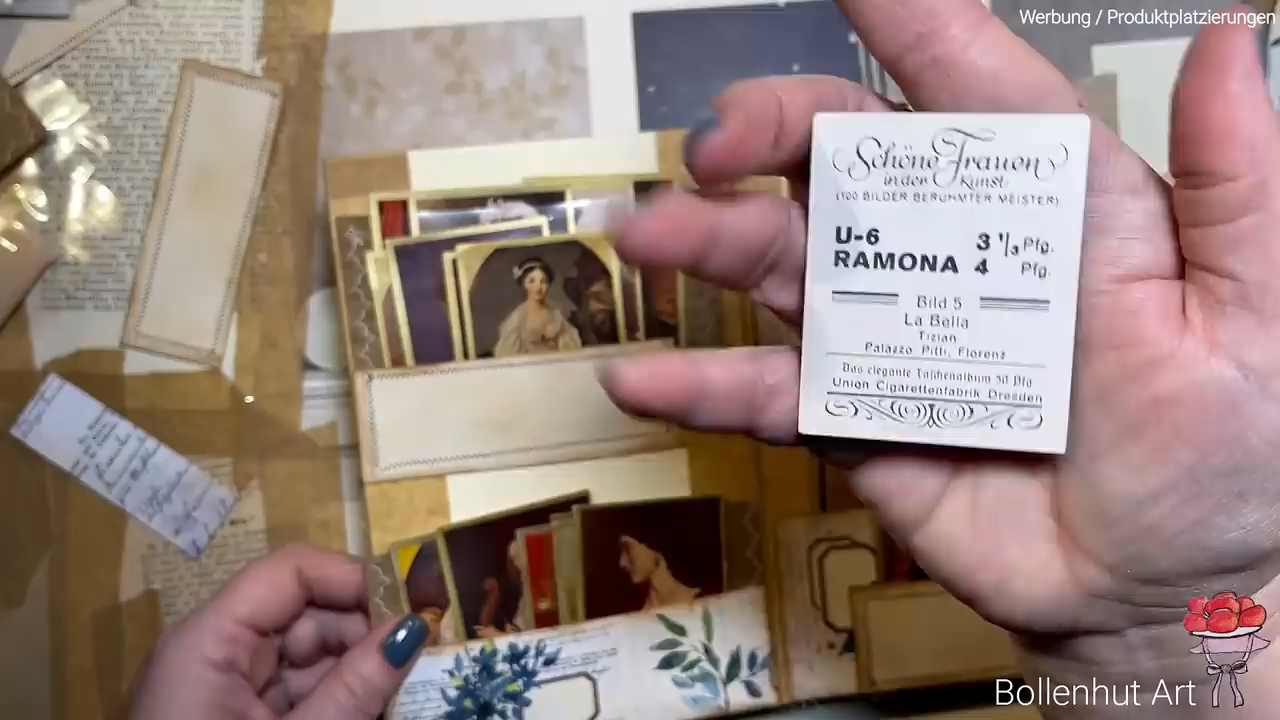 Werbung / Produktplatzierungen
Schöne Frauen
in der Kunst
(100 BILDER BERÜHMTER MEISTER)
U-6 3 1/3 Pfg.
RAMONA 4 Pfg.
Bild 5
La Bella
Tizian
Palazzo Pitti, Florenz
Das elegante Taschenalbum 50 Pfg
Union Cigarettenfabrik Dresden
Bollenhut Art